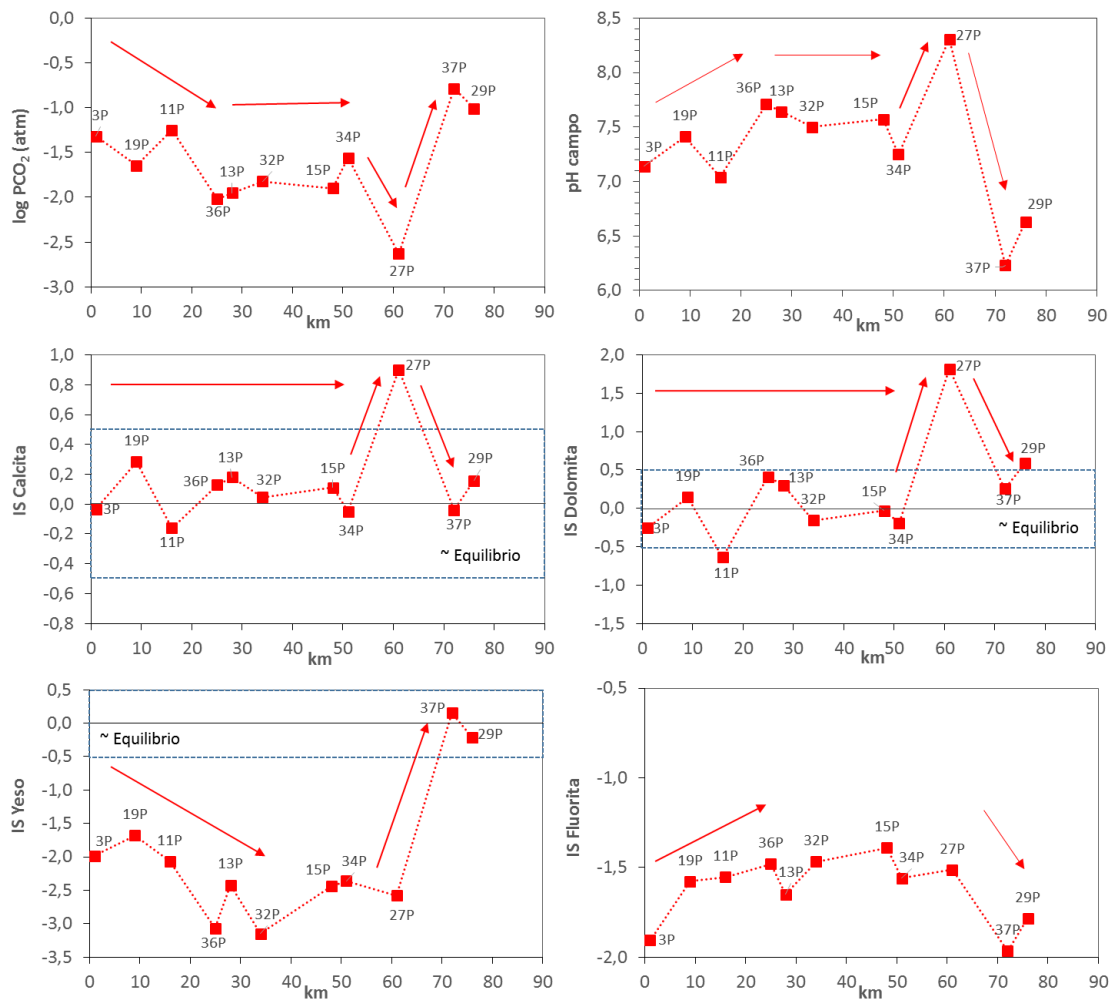 log PCO₂ (atm)
0,0
-0,5
-1,0
-1,5
-2,0
-2,5
-3,0
3P
19P
11P
36P
13P
32P
15P
34P
27P
37P
29P
0 10 20 30 40 50 60 70 80 90
km
pH campo
8,5
8,0
7,5
7,0
6,5
6,0
3P
19P
11P
36P
13P
32P
15P
34P
27P
37P
29P
0 10 20 30 40 50 60 70 80 90
km
IS Calcita
1,0
0,8
0,6
0,4
0,2
0,0
-0,2
-0,4
-0,6
-0,8
3P
19P
11P
36P
13P
32P
15P
34P
27P
37P
29P
~ Equilibrio
0 10 20 30 40 50 60 70 80 90
km
IS Dolomita
2,0
1,5
1,0
0,5
0,0
-0,5
-1,0
-1,5
3P
19P
11P
36P
13P
32P
15P
34P
27P
37P
29P
~ Equilibrio
0 10 20 30 40 50 60 70 80 90
km
IS Yeso
0,5
0,0
-0,5
-1,0
-1,5
-2,0
-2,5
-3,0
-3,5
~ Equilibrio
3P
19P
11P
36P
13P
32P
15P
34P
27P
37P
29P
0 10 20 30 40 50 60 70 80 90
km
IS Fluorita
-0,5
-1,0
-1,5
-2,0
3P
19P
11P
36P
13P
32P
15P
34P
27P
37P
29P
0 10 20 30 40 50 60 70 80 90
km